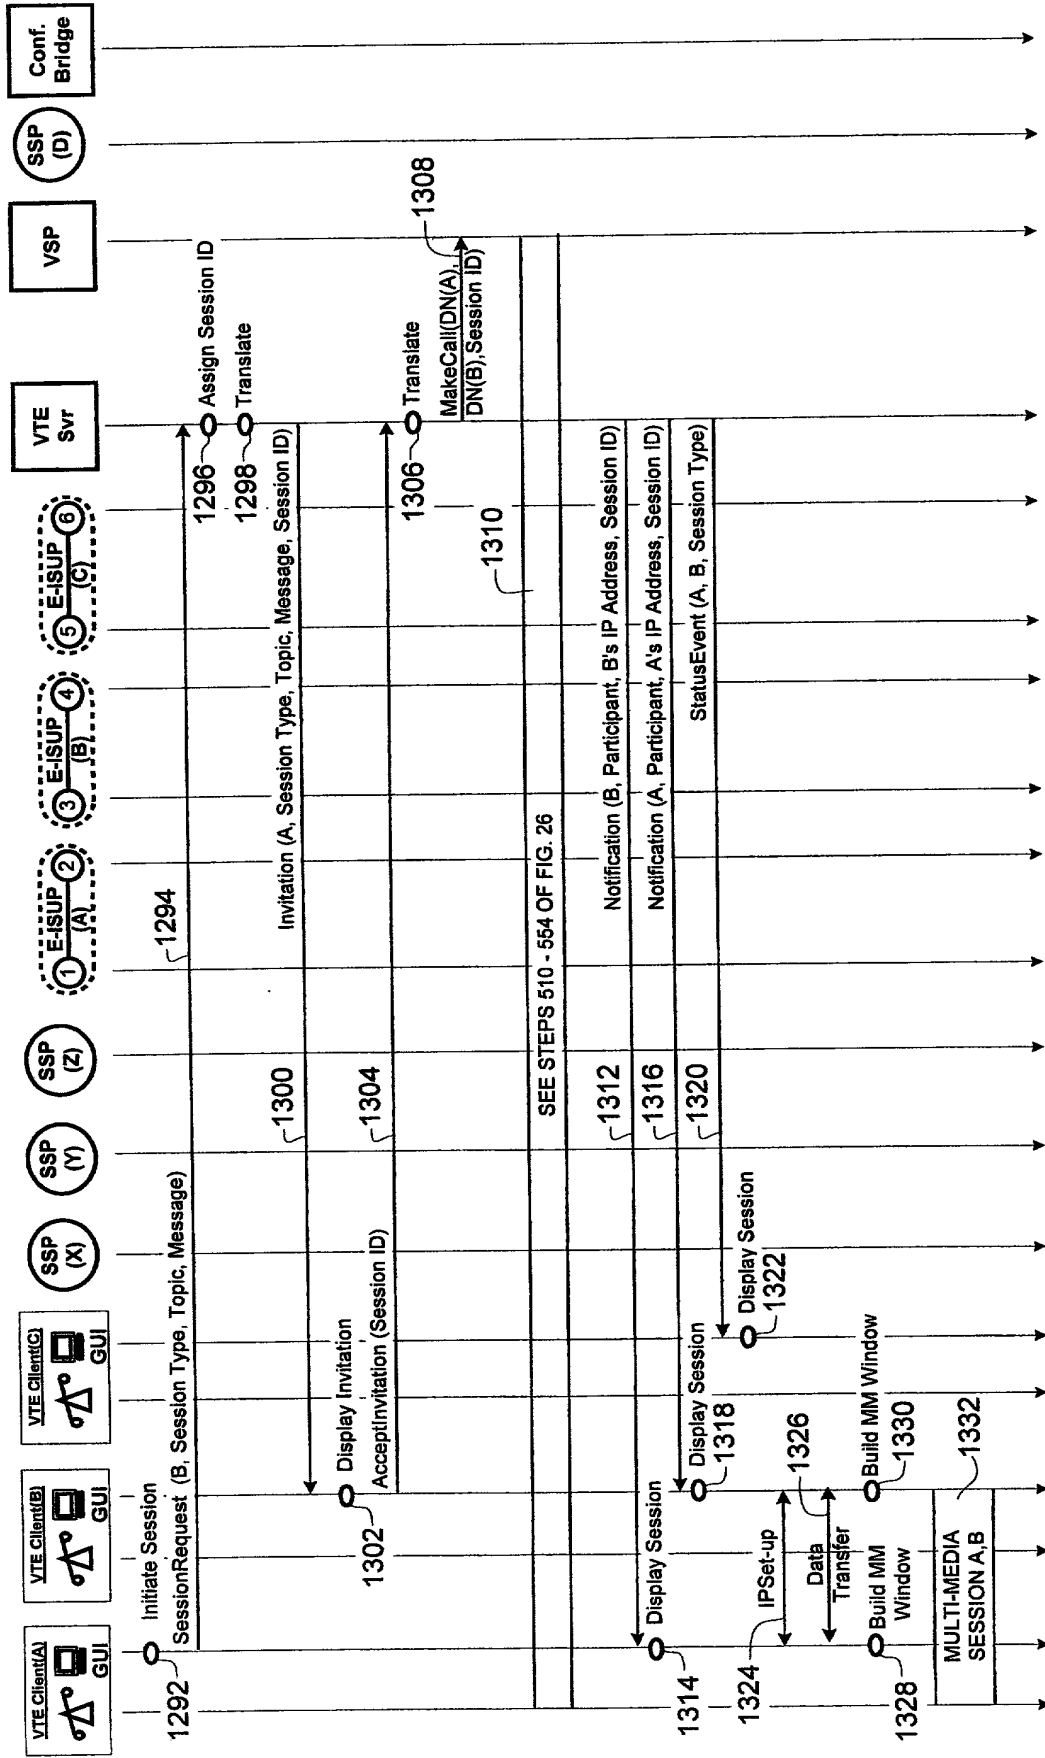 VTE Client(A)
GUI
VTE Client(B)
GUI
VTE Client(C)
GUI
SSP
(X)
SSP
(Y)
SSP
(Z)
1
E-ISUP
(A)
2
3
E-ISUP
(B)
4
5
E-ISUP
(C)
6
VTE
Svr
VSP
SSP
(D)
Conf.
Bridge
1292
Initiate Session
SessionRequest (B, Session Type, Topic, Message)
1294
1296
Assign Session ID
1298
Translate
1300
Invitation (A, Session Type, Topic, Message, Session ID)
1302
Display Invitation
AcceptInvitation (Session ID)
1304
1306
Translate
MakeCall(DN(A),
DN(B),Session ID)
1308
1310
SEE STEPS 510 - 554 OF FIG. 26
1312
Notification (B, Participant, B's IP Address, Session ID)
1314
Display Session
1316
Notification (A, Participant, A's IP Address, Session ID)
1318
Display Session
1320
StatusEvent (A, B, Session Type)
Display Session
1322
1324
IPSet-up
Data
Transfer
1326
1328
Build MM
Window
Build MM Window
1330
MULTI-MEDIA
SESSION A,B
1332